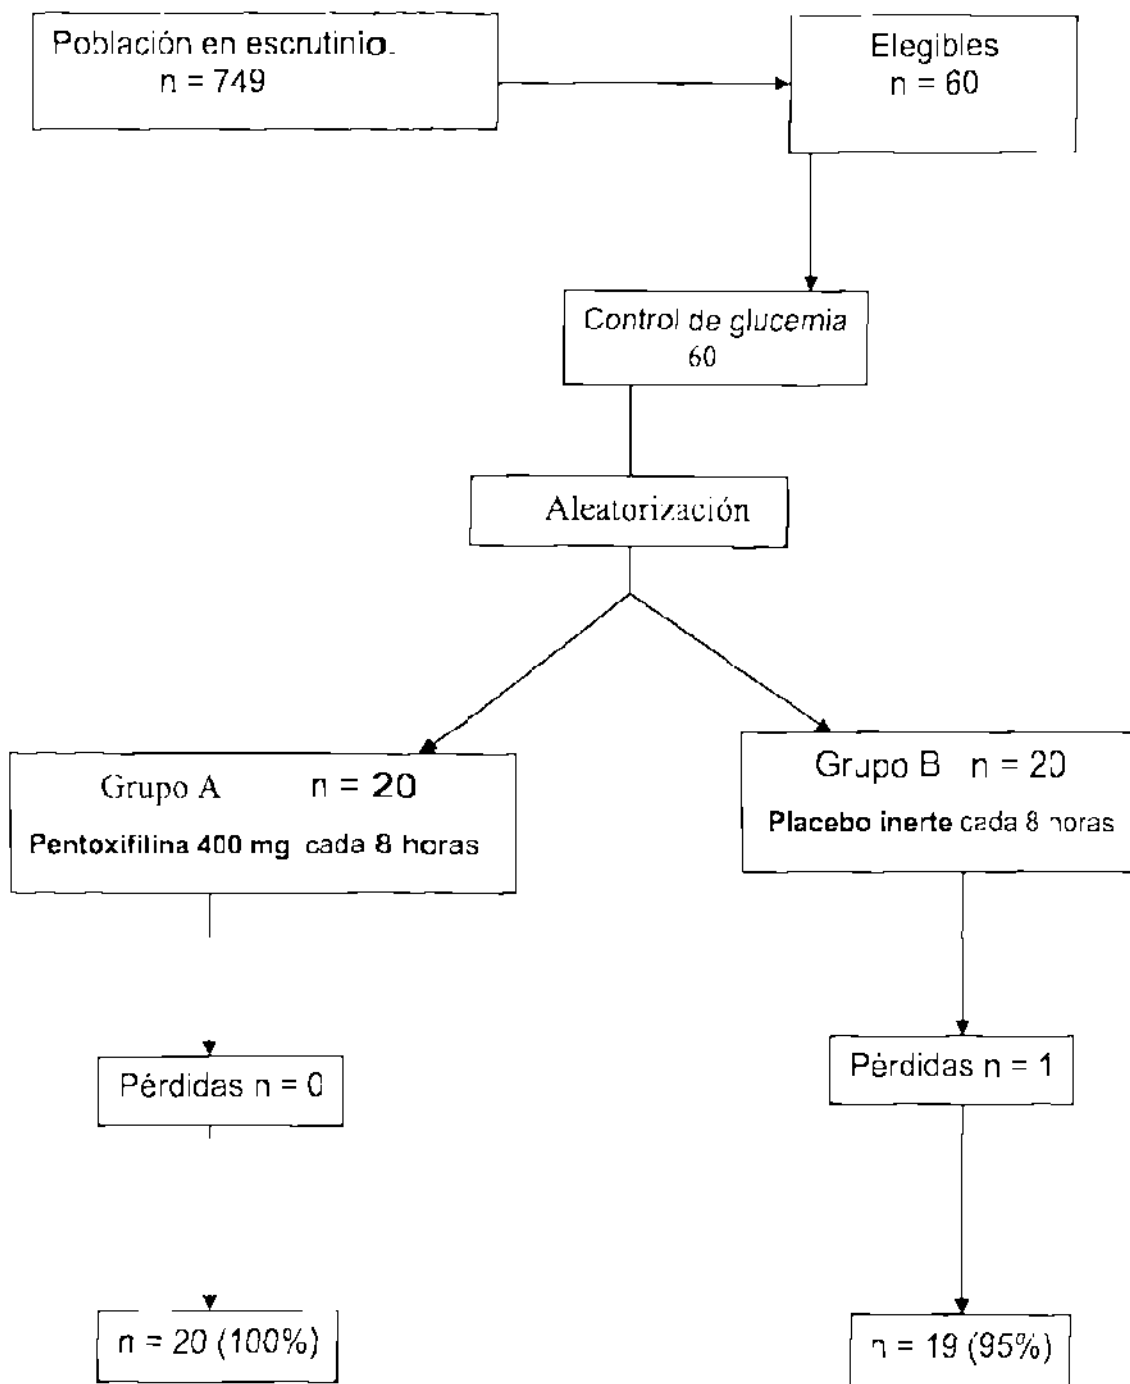 Población en escrutinio.
n = 749
Elegibles
n = 60
Control de glucemia
60
Aleatorización
Grupo A n = 20
Pentoxifilina 400 mg cada 8 horas
Grupo B n = 20
Placebo inerte cada 8 horas
Pérdidas n = 0
Pérdidas n = 1
n = 20 (100%)
n = 19 (95%)